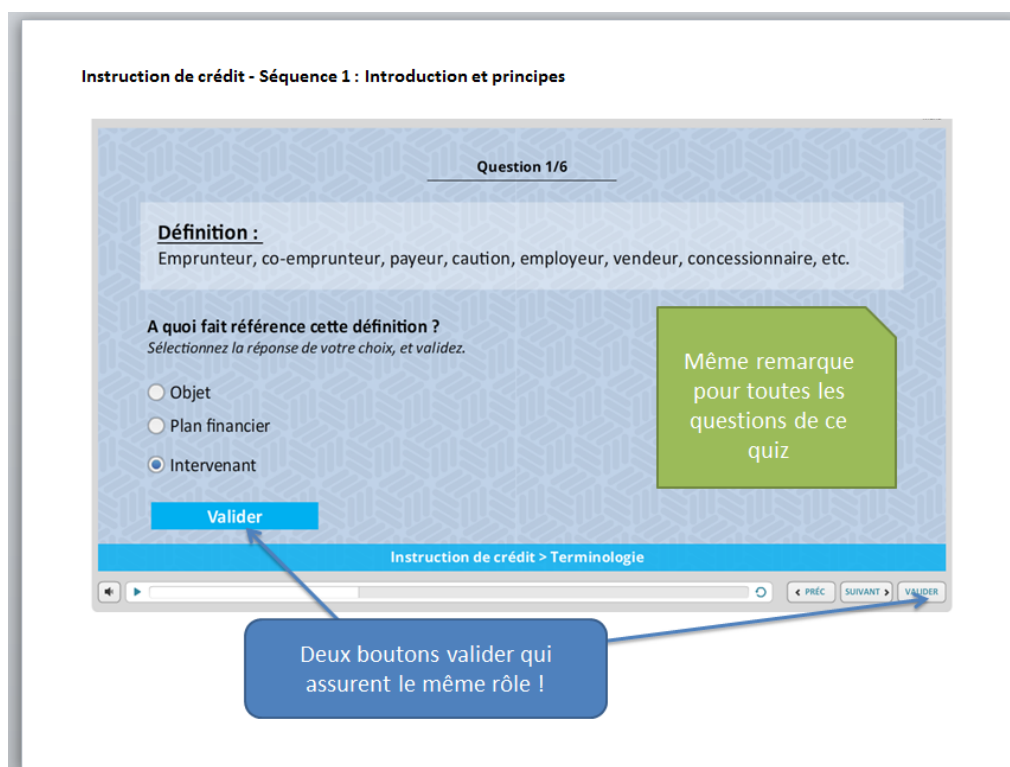 Instruction de crédit - Séquence 1 : Introduction et principes
Question 1/6
Définition :
Emprunteur, co-emprunteur, payeur, caution, employeur, vendeur, concessionnaire, etc.
A quoi fait référence cette définition ?
Sélectionnez la réponse de votre choix, et validez.
Objet
Plan financier
Intervenant
Même remarque
pour toutes les
questions de ce
quiz
Valider
Instruction de crédit > Terminologie
PRÉC
SUIVANT
VALIDER
Deux boutons valider qui
assurent le même rôle !